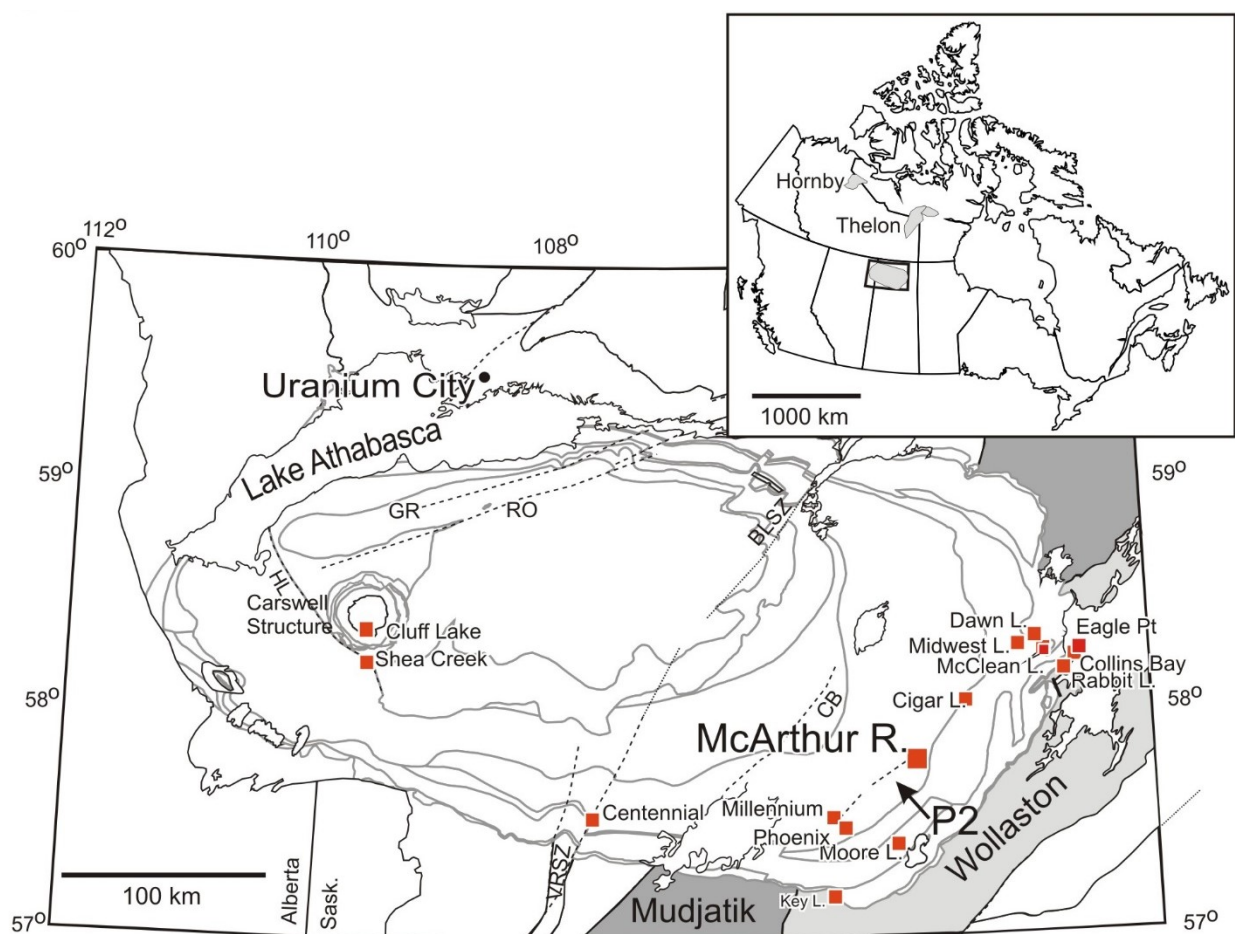 Hornby
Thelon
1000 km
112°
110°
108°
60°
60°
Uranium City
Lake Athabasca
59°
59°
GR
RO
BLSZ
HL
Carswell
Structure
Cluff Lake
Shea Creek
Dawn L.
Eagle Pt
Midwest L.
McClean L.
Collins Bay
Rabbit L.
58°
58°
Cigar L.
CB
McArthur R.
Centennial
Millennium
Phoenix
P2
Moore L.
Wollaston
VRSZ
100 km
Alberta
Sask.
Key L.
Mudjatik
57°
57°